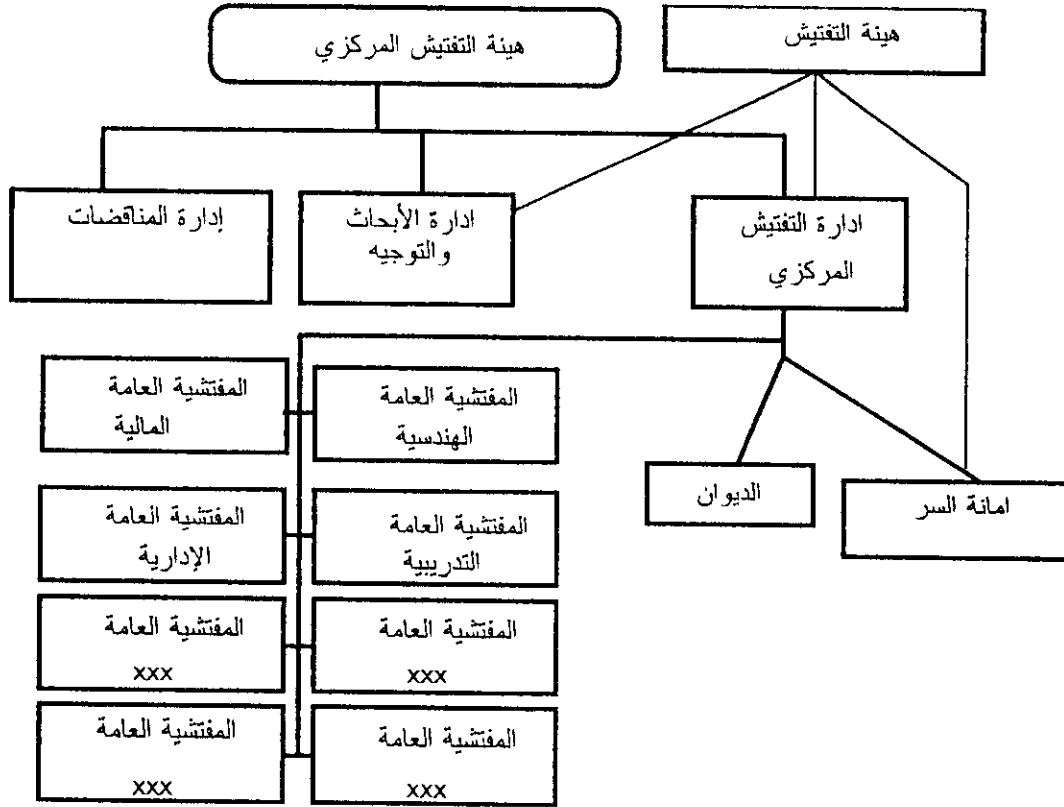 هيئة التفتيش المركزي
هيئة التفتيش
إدارة المناقضات
ادارة الأبحاث
والتوجيه
ادارة التفتيش
المركزي
المفتشية العامة
المالية
المفتشية العامة
الهندسية
المفتشية العامة
الإدارية
المفتشية العامة
التدريبية
المفتشية العامة
xxx
المفتشية العامة
xxx
المفتشية العامة
xxx
المفتشية العامة
xxx
الديوان
امانة السر